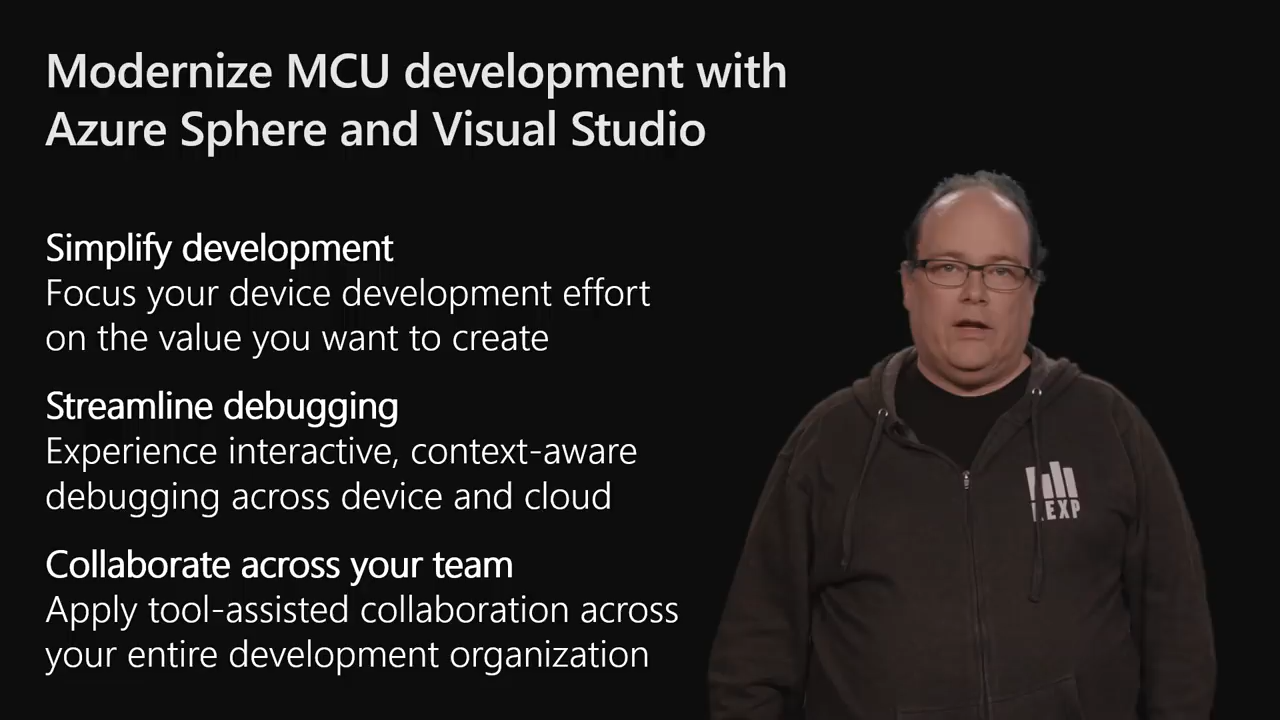 Modernize MCU development with
Azure Sphere and Visual Studio
Simplify development
Focus your device development effort
on the value you want to create
Streamline debugging
Experience interactive, context-aware
debugging across device and cloud
Collaborate across your team
Apply tool-assisted collaboration across
your entire development organization